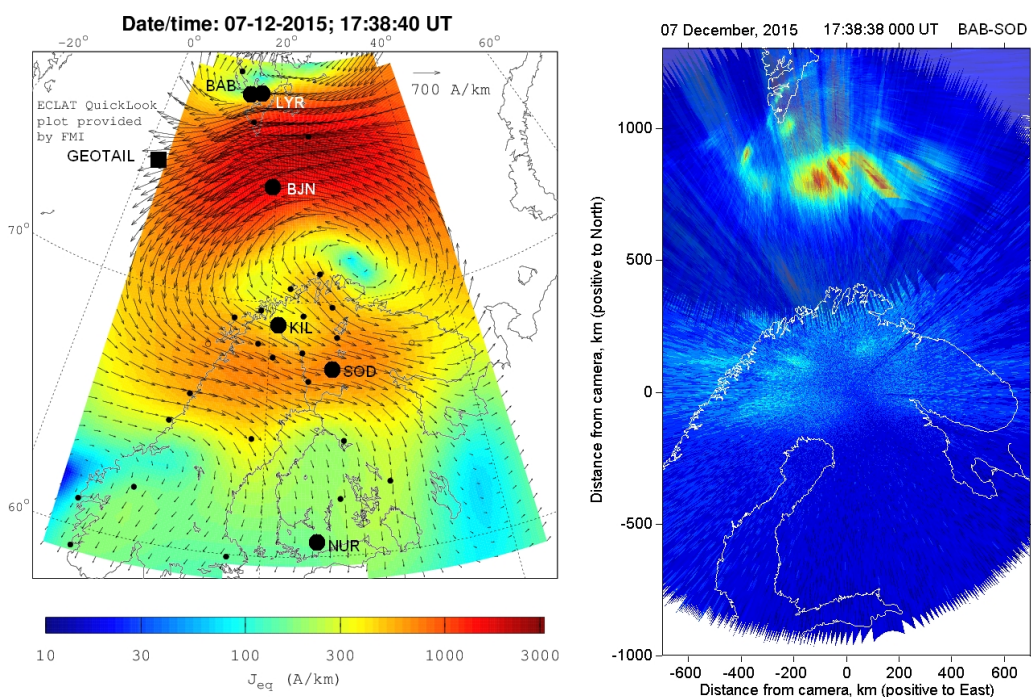 Date/time: 07-12-2015; 17:38:40 UT
-20° 0° 20° 40° 60°
BAB
LYR
700 A/km
ECLAT QuickLook
plot provided
by FMI
GEOTAIL
BJN
70°
KIL
SOD
60°
NUR
10 30 100 300 1000 3000
Jeq (A/km)
07 December, 2015 17:38:38 000 UT BAB-SOD
Distance from camera, km (positive to North)
1000
500
0
-500
-1000
-600 -400 -200 0 200 400 600
Distance from camera, km (positive to East)